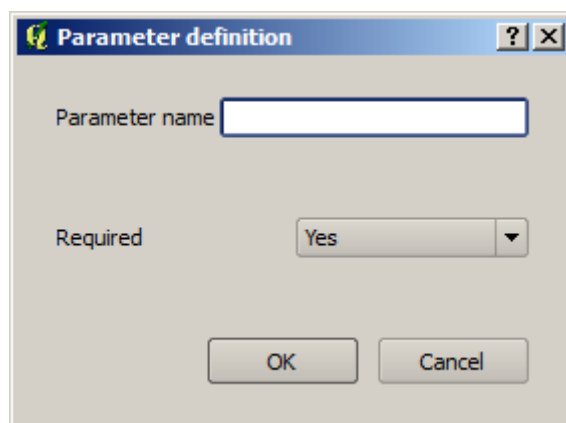 Parameter definition
Parameter name
Required Yes
OK Cancel